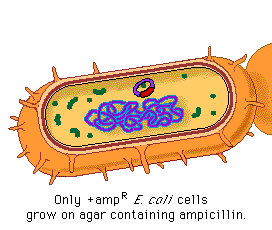 Only +ampᴿ E. coli cells
grow on agar containing ampicillin.